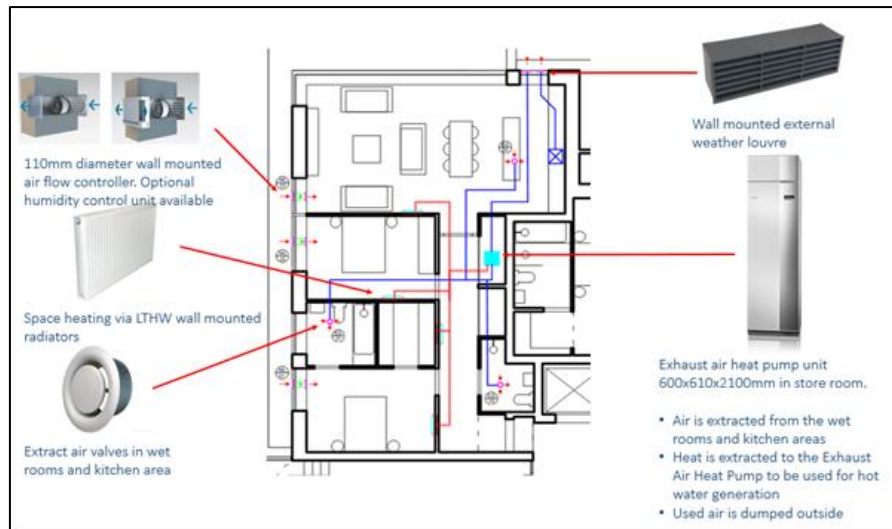 110mm diameter wall mounted
air flow controller. Optional
humidity control unit available
Space heating via LTHW wall mounted
radiators
Extract air valves in wet
rooms and kitchen area
Wall mounted external
weather louvre
Exhaust air heat pump unit
600x610x2100mm in store room.
• Air is extracted from the wet
rooms and kitchen areas
• Heat is extracted to the Exhaust
Air Heat Pump to be used for hot
water generation
• Used air is dumped outside